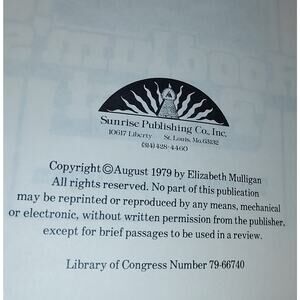 Sunrise Publishing Co., Inc.
10617 Liberty St. Louis, Mo. 63132
(314) 428-4460
Copyright © August 1979 by Elizabeth Mulligan
All rights reserved. No part of this publication
may be reprinted or reproduced by any means, mechanical
or electronic, without written permission from the publisher,
except for brief passages to be used in a review.
Library of Congress Number 79-66740